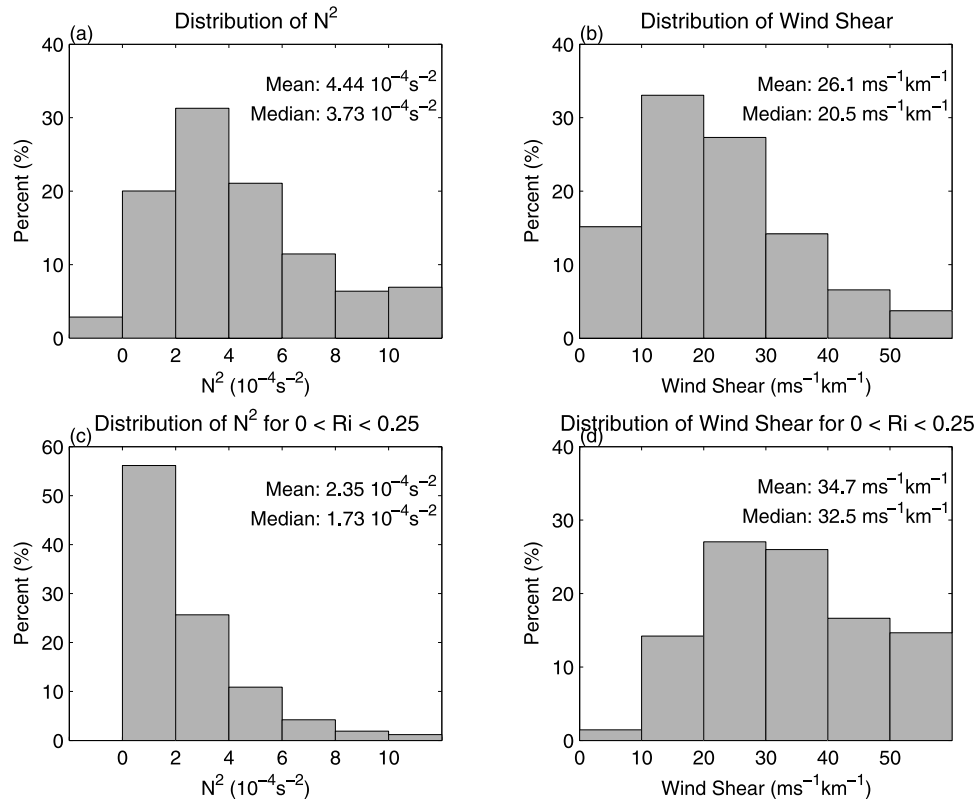 Distribution of N²
(a)
40
30
20
10
0
Percent (%)
Mean: 4.44 10⁻⁴s⁻²
Median: 3.73 10⁻⁴s⁻²
0 2 4 6 8 10
N² (10⁻⁴s⁻²)
Distribution of Wind Shear
(b)
40
30
20
10
0
Percent (%)
Mean: 26.1 ms⁻¹km⁻¹
Median: 20.5 ms⁻¹km⁻¹
0 10 20 30 40 50
Wind Shear (ms⁻¹km⁻¹)
Distribution of N² for 0 < Ri < 0.25
(c)
60
50
40
30
20
10
0
Percent (%)
Mean: 2.35 10⁻⁴s⁻²
Median: 1.73 10⁻⁴s⁻²
0 2 4 6 8 10
N² (10⁻⁴s⁻²)
Distribution of Wind Shear for 0 < Ri < 0.25
(d)
40
30
20
10
0
Percent (%)
Mean: 34.7 ms⁻¹km⁻¹
Median: 32.5 ms⁻¹km⁻¹
0 10 20 30 40 50
Wind Shear (ms⁻¹km⁻¹)